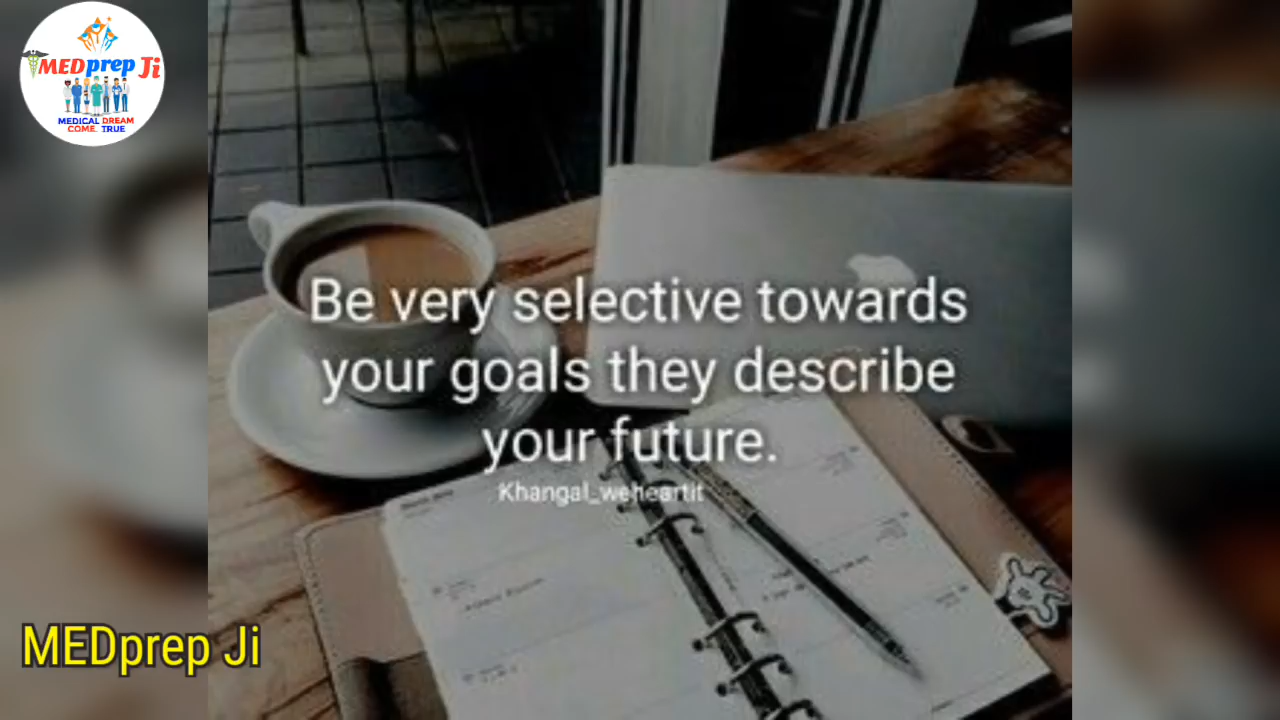 MEDprep Ji
MEDICAL DREAM
COME. TRUE
Be very selective towards
your goals they describe
your future.
Khangal_weheartit
MEDprep Ji